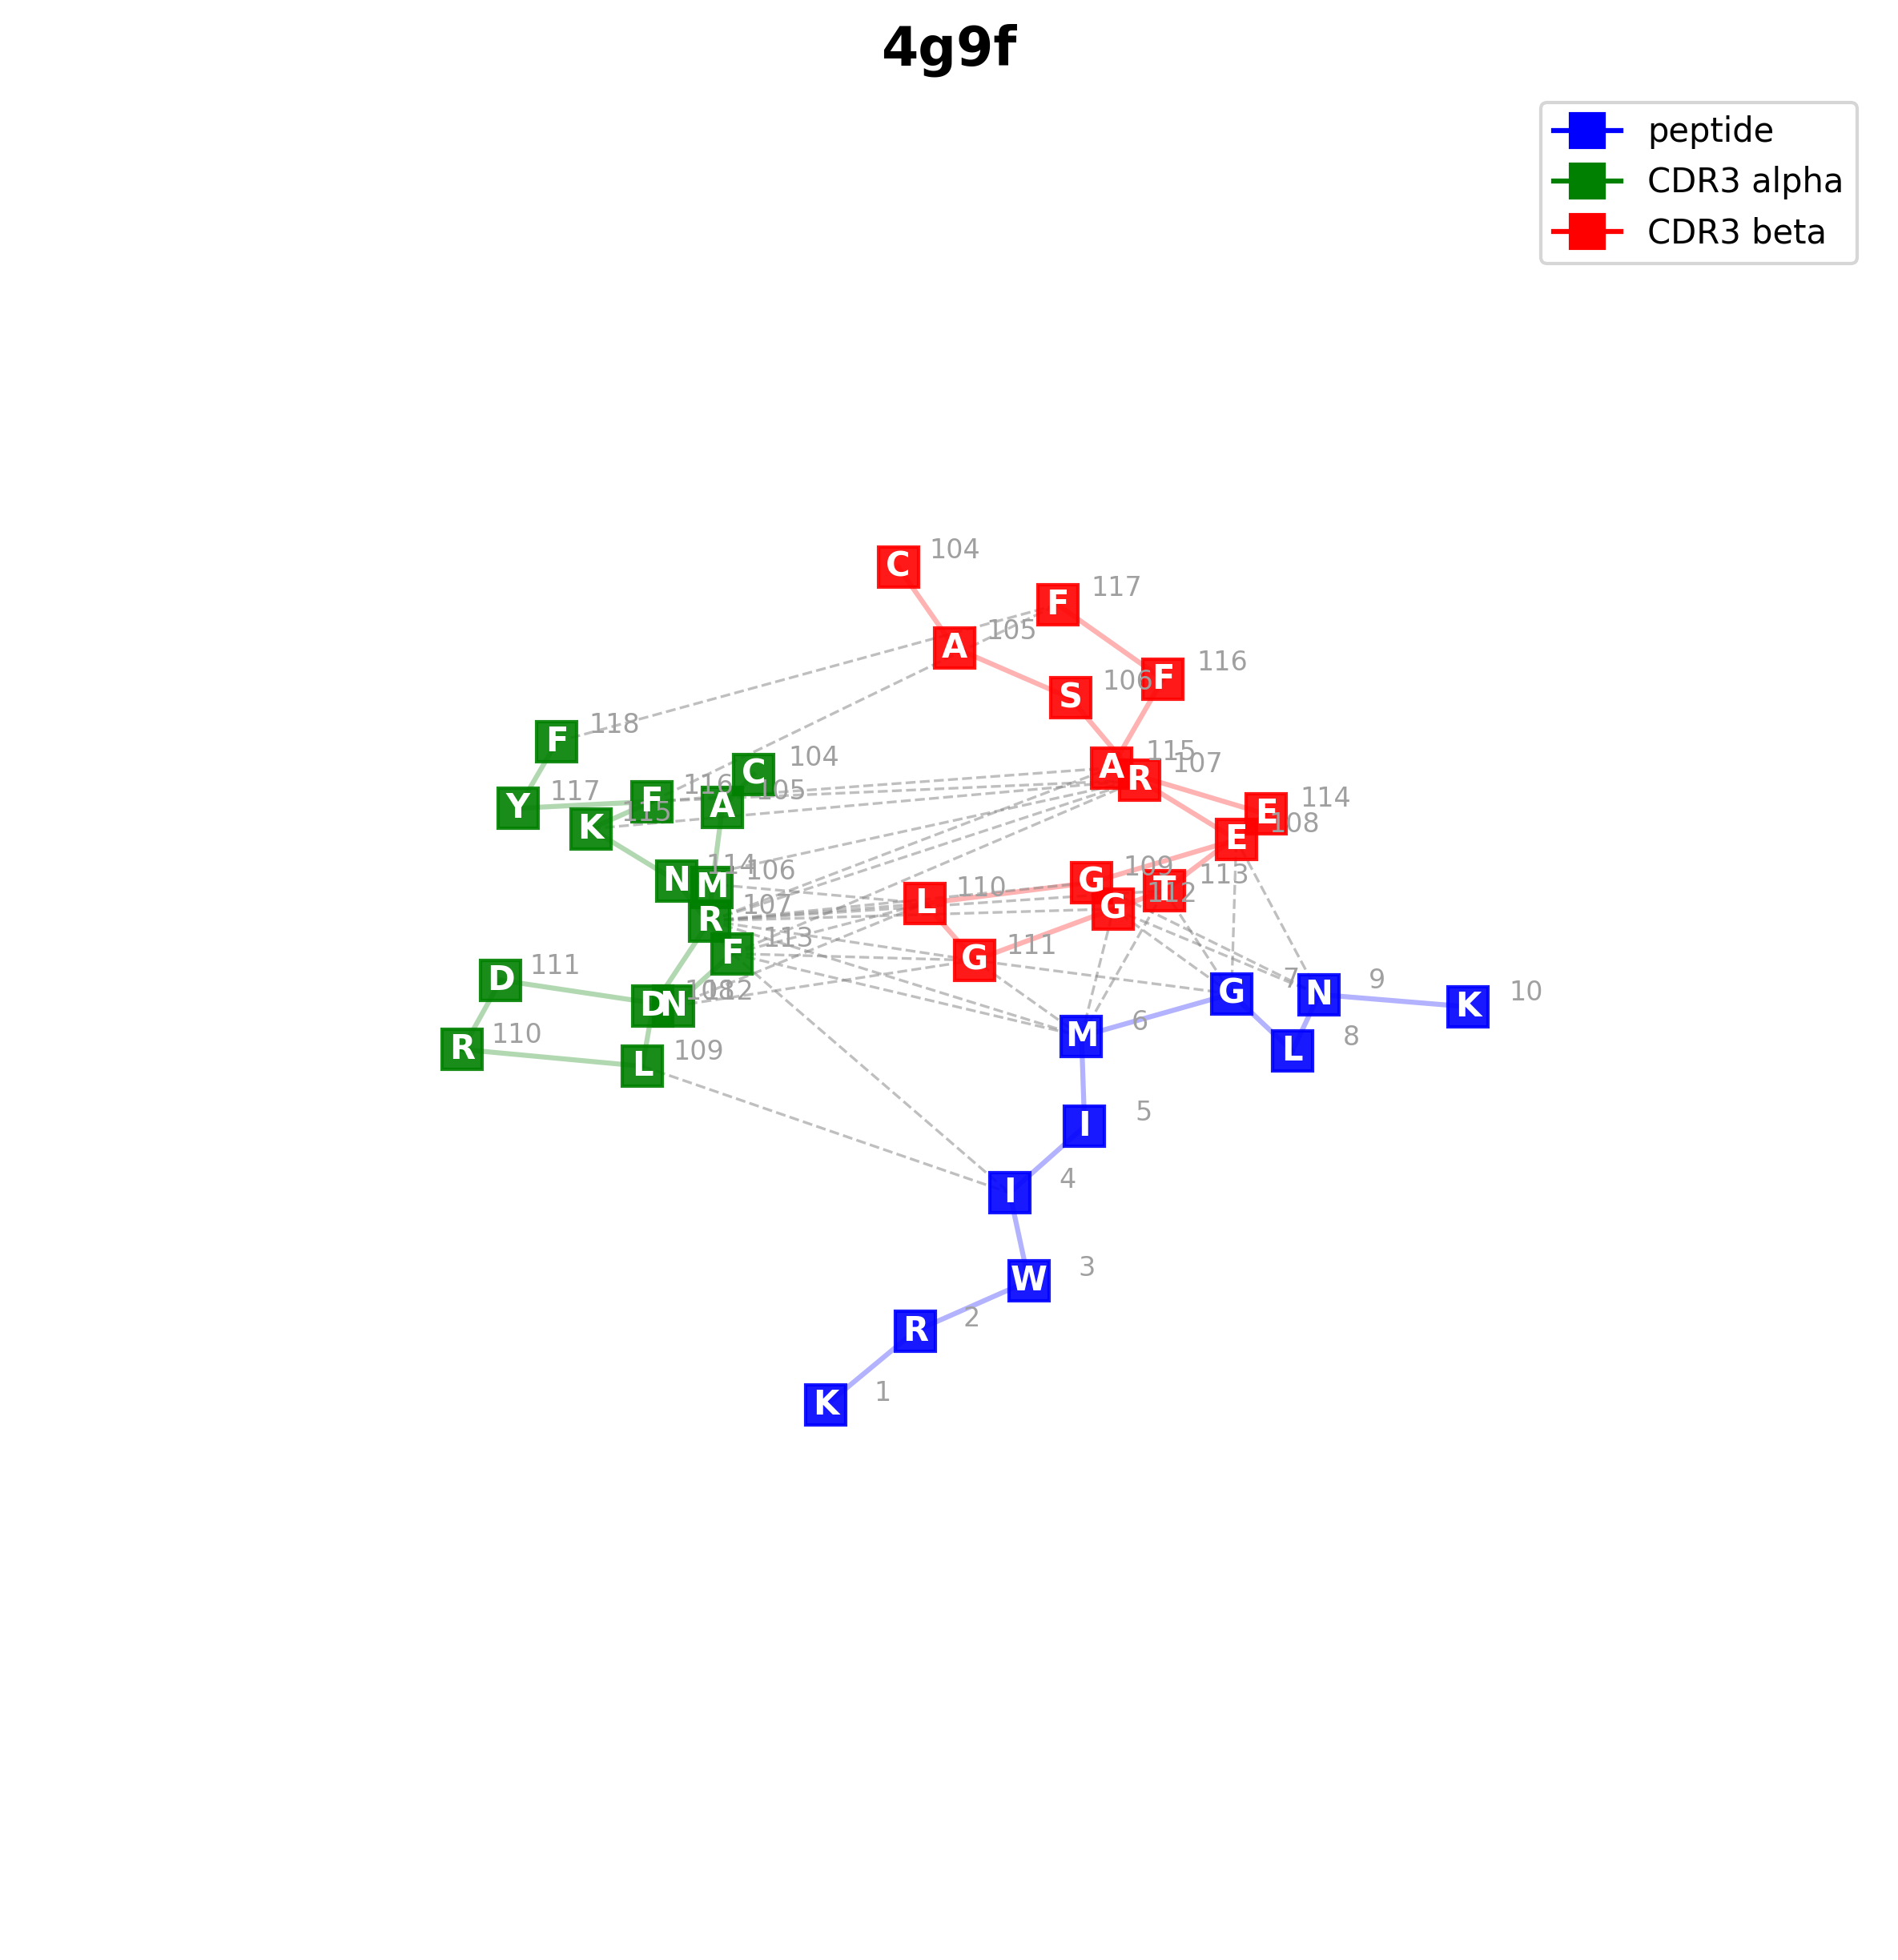 4g9f
peptide
CDR3 alpha
CDR3 beta
C 104
F 117
A 105
F 116
S 106
F 118
C 104
A 115
R 107
Y 117
F 116
A 105
K 115
E 114
E 108
N 114
M 106
G 109
T 113
L 110
G 112
R 107
F 113
G 111
D 111
D 108
N 112
G 7
N 9
K 10
R 110
L 109
M 6
L 8
I 5
I 4
W 3
R 2
K 1